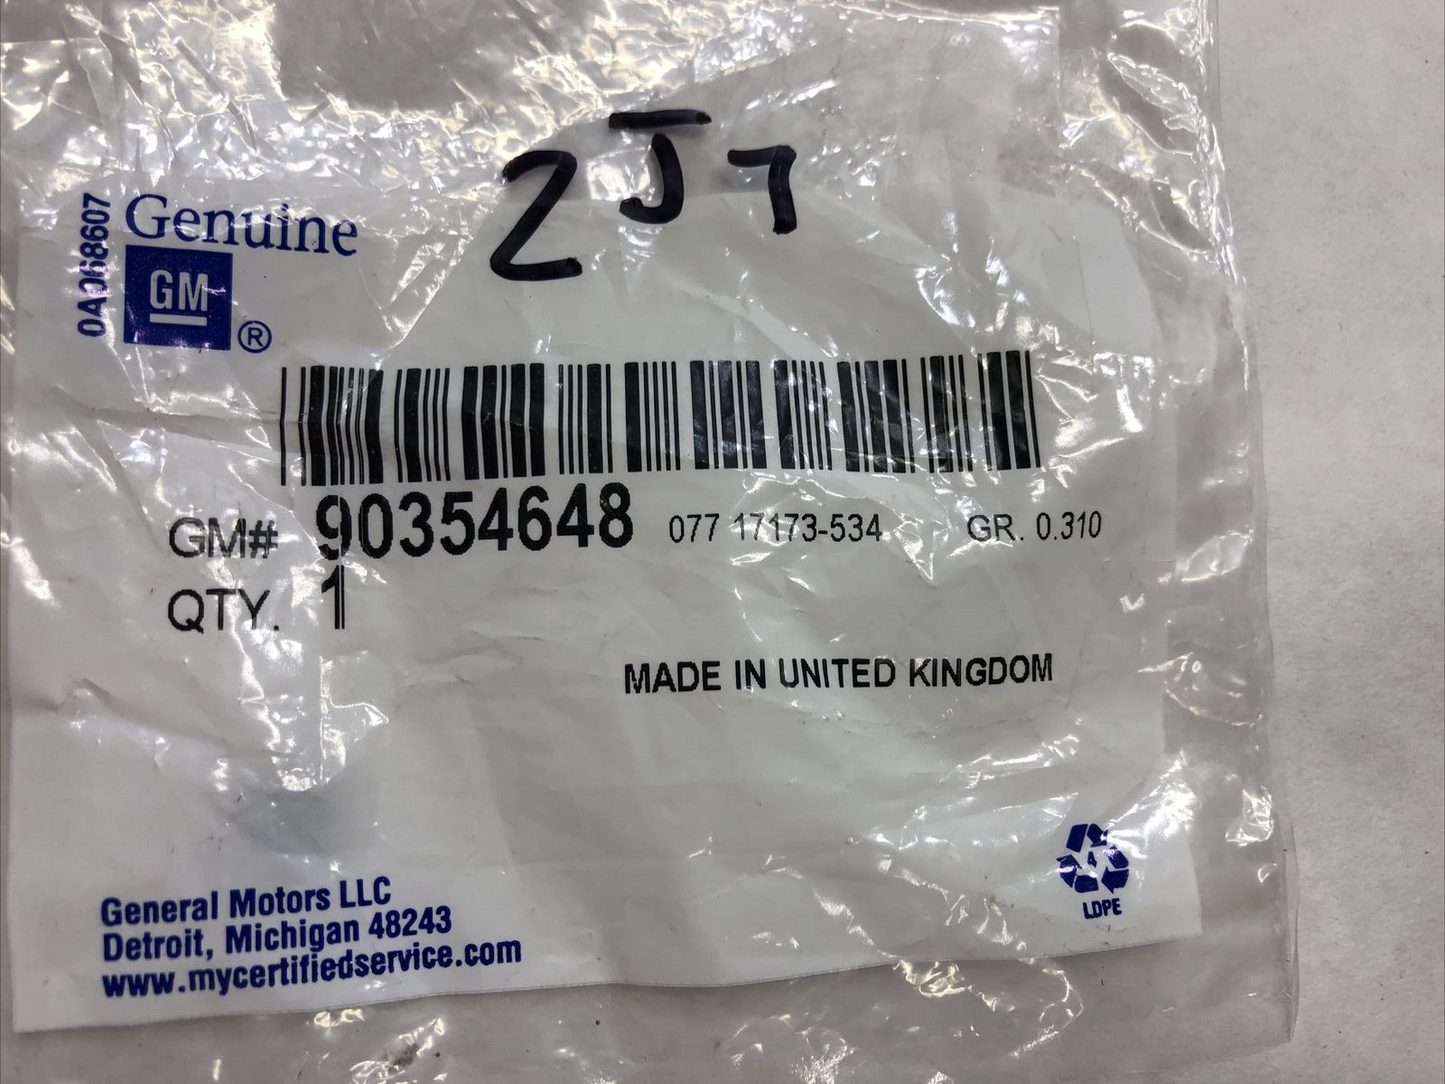 2J7
0A068607
Genuine
GM
®
GM# 90354648 077 17173-534 GR. 0.310
QTY. 1
MADE IN UNITED KINGDOM
General Motors LLC
Detroit, Michigan 48243
www.mycertifiedservice.com
4
LDPE